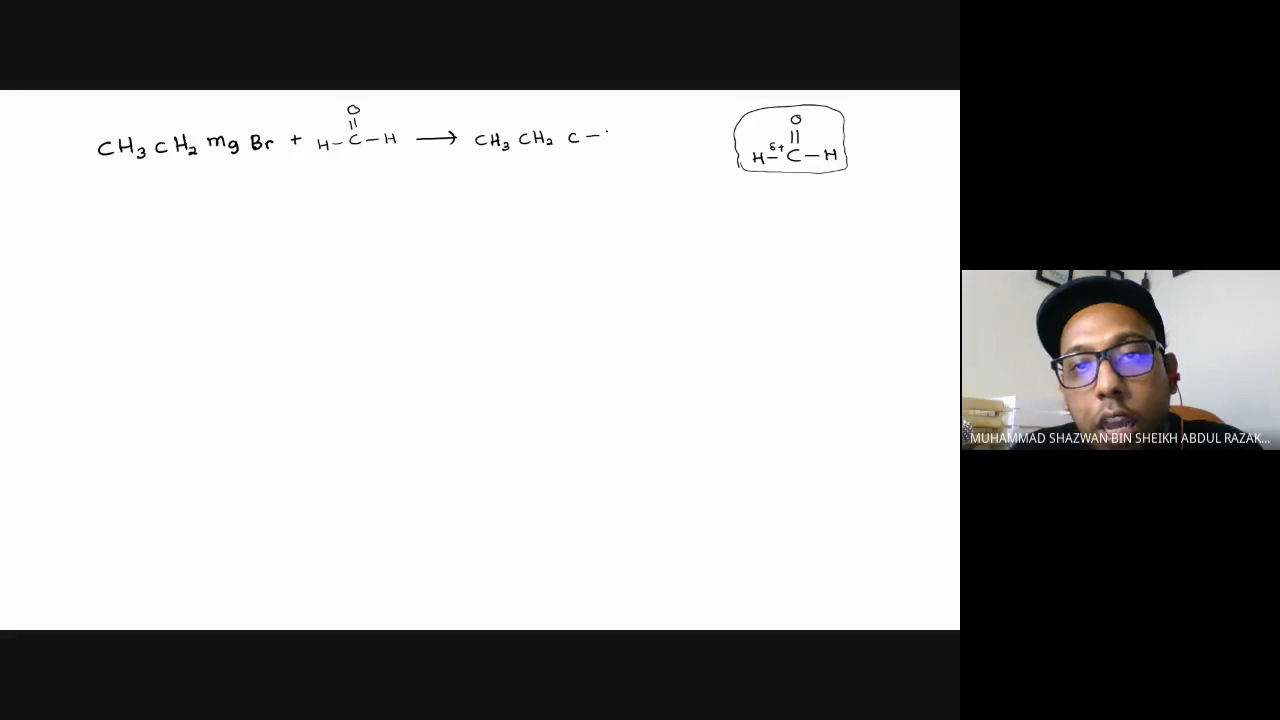 O O
|| ||
CH₃ CH₂ mg Br + H–C–H ⟶ CH₃ CH₂ C – H–δ+ C–H
MUHAMMAD SHAZWAN BIN SHEIKH ABDUL RAZAK...